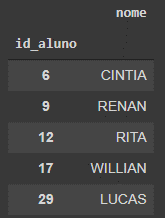 nome
id_aluno
6 CINTIA
9 RENAN
12 RITA
17 WILLIAN
29 LUCAS